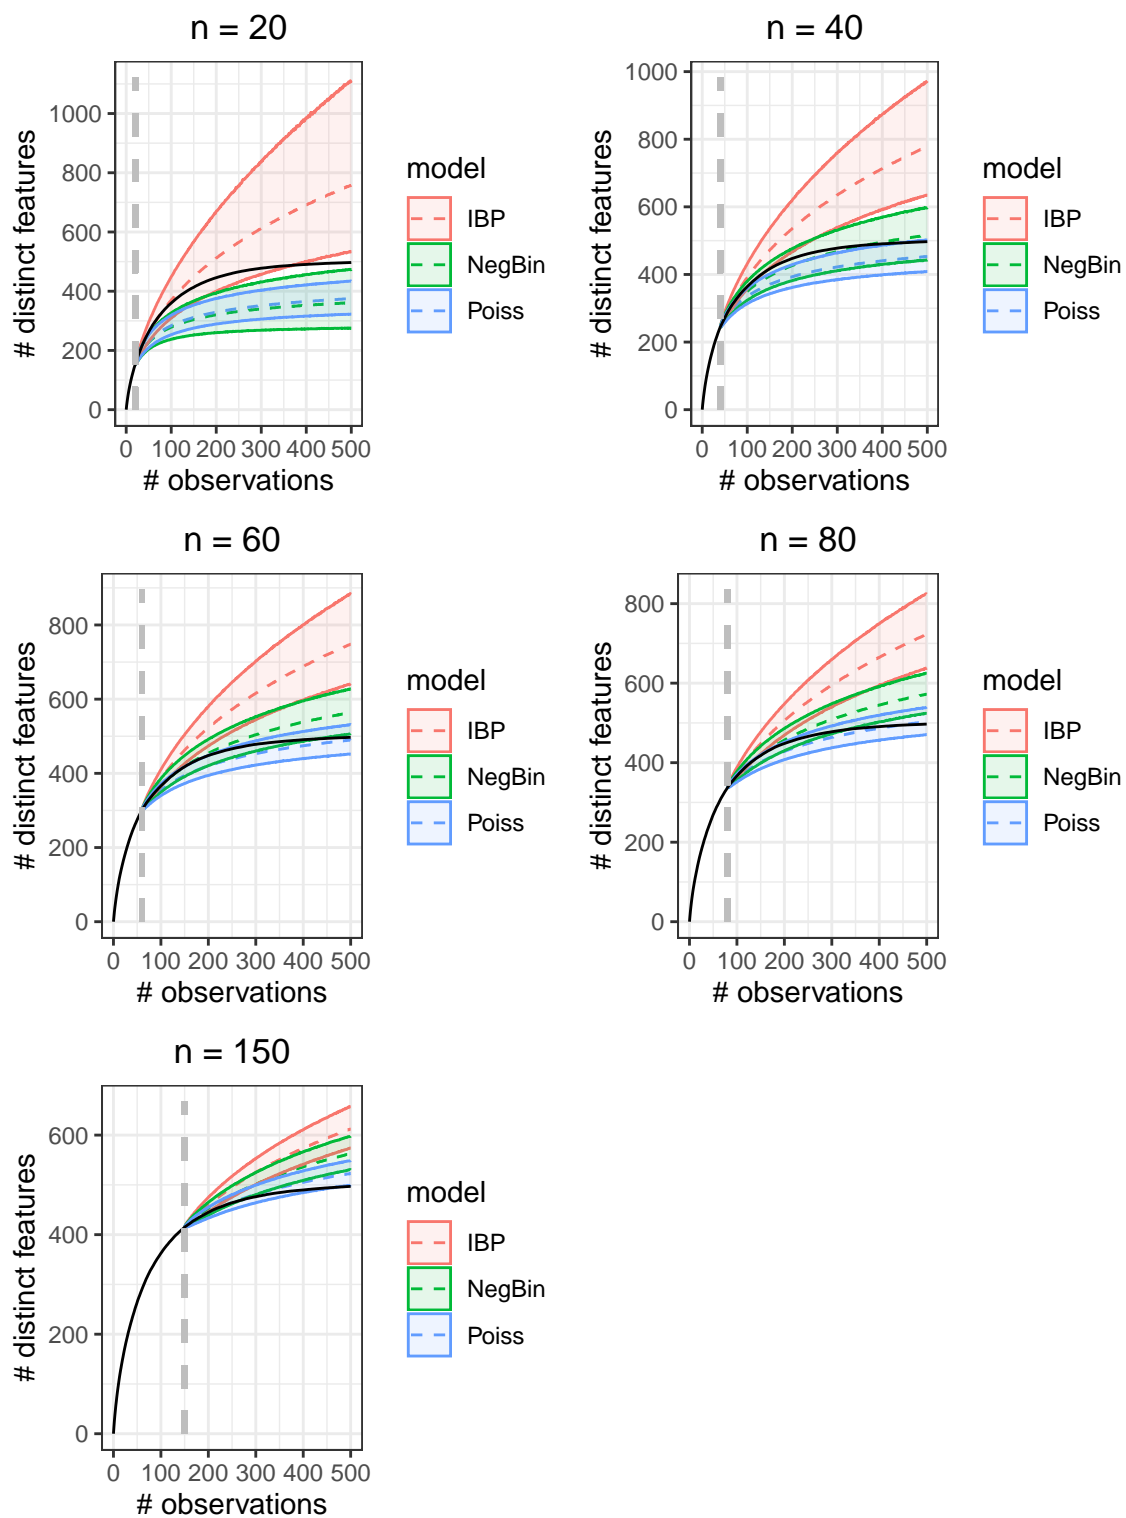 n = 20
# distinct features
1000
800
600
400
200
0
0 100 200 300 400 500
# observations
model
IBP
NegBin
Poiss
n = 40
# distinct features
1000
800
600
400
200
0
0 100 200 300 400 500
# observations
model
IBP
NegBin
Poiss
n = 60
# distinct features
800
600
400
200
0
0 100 200 300 400 500
# observations
model
IBP
NegBin
Poiss
n = 80
# distinct features
800
600
400
200
0
0 100 200 300 400 500
# observations
model
IBP
NegBin
Poiss
n = 150
# distinct features
600
400
200
0
0 100 200 300 400 500
# observations
model
IBP
NegBin
Poiss